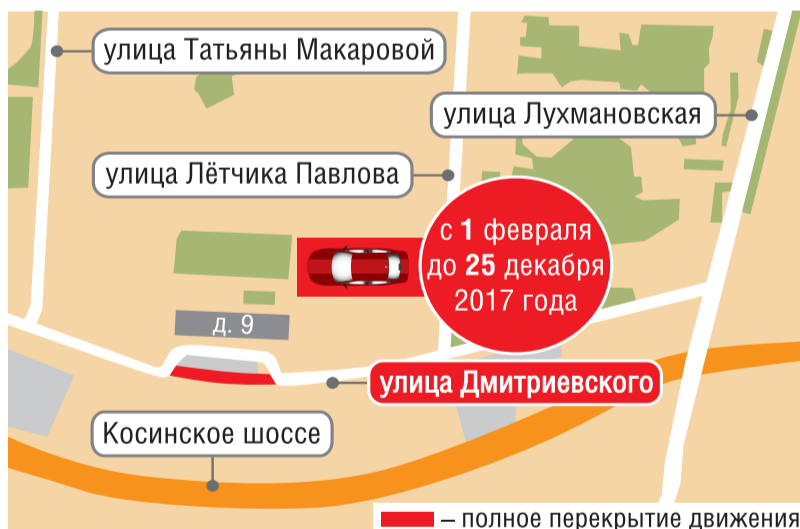 улица Татьяны Макаровой
улица Лухмановская
улица Лётчика Павлова
с 1 февраля
до 25 декабря
2017 года
д. 9
улица Дмитриевского
Косинское шоссе
– полное перекрытие движения